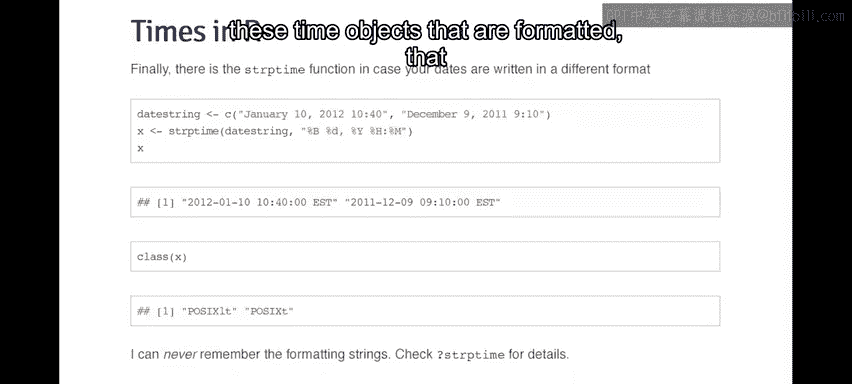 Times in R
these time objects that are formatted,
that
Finally, there is the strptime function in case your dates are written in a different format
datestring <- c("January 10, 2012 10:40", "December 9, 2011 9:10")
x <- strptime(datestring, "%B %d, %Y %H:%M")
x
## [1] "2012-01-10 10:40:00 EST" "2011-12-09 09:10:00 EST"
class(x)
## [1] "POSIXlt" "POSIXt"
I can never remember the formatting strings. Check ?strptime for details.